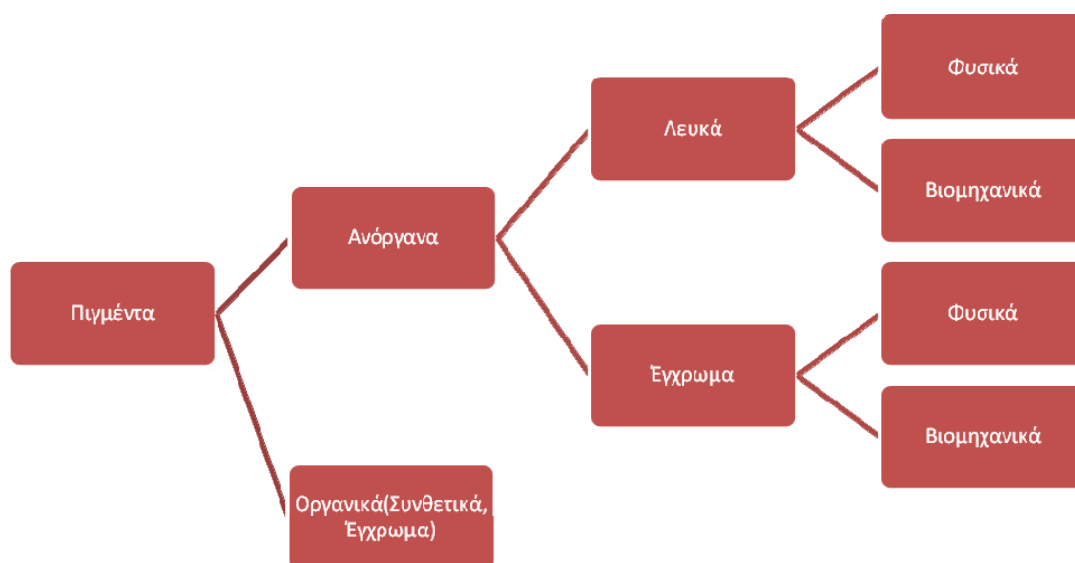 Πιγμέντα
Ανόργανα
Λευκά
Φυσικά
Βιομηχανικά
Έγχρωμα
Φυσικά
Βιομηχανικά
Οργανικά(Συνθετικά,
Έγχρωμα)